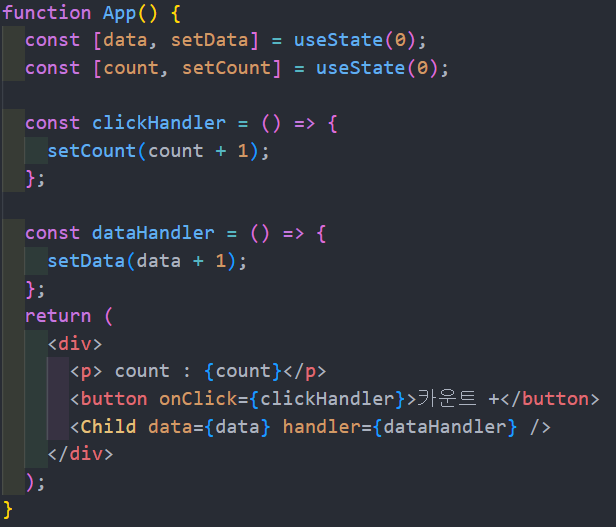 function App() {
  const [data, setData] = useState(0);
  const [count, setCount] = useState(0);

  const clickHandler = () => {
    setCount(count + 1);
  };

  const dataHandler = () => {
    setData(data + 1);
  };
  return (
    <div>
      <p> count : {count}</p>
      <button onClick={clickHandler}>카운트 +</button>
      <Child data={data} handler={dataHandler} />
    </div>
  );
}